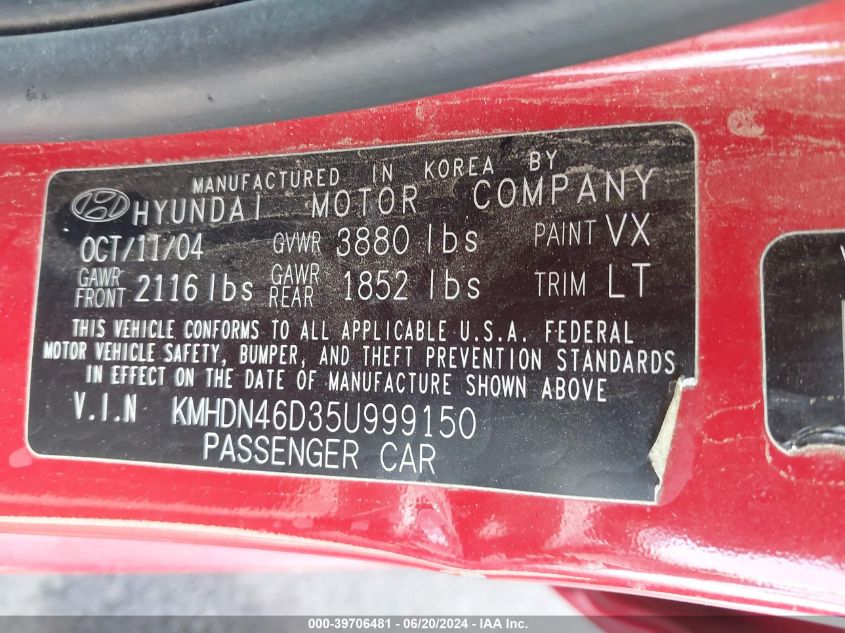 MANUFACTURED IN KOREA BY
HYUNDAI MOTOR COMPANY
OCT/11/04 GVWR 3880 lbs PAINT VX
GAWR FRONT 2116 lbs GAWR REAR 1852 lbs TRIM LT
THIS VEHICLE CONFORMS TO ALL APPLICABLE U.S.A. FEDERAL
MOTOR VEHICLE SAFETY, BUMPER, AND THEFT PREVENTION STANDARDS
IN EFFECT ON THE DATE OF MANUFACTURE SHOWN ABOVE
V.I.N KMHDN46D35U999150
PASSENGER CAR
000-39706481 - 06/20/2024 - IAA Inc.